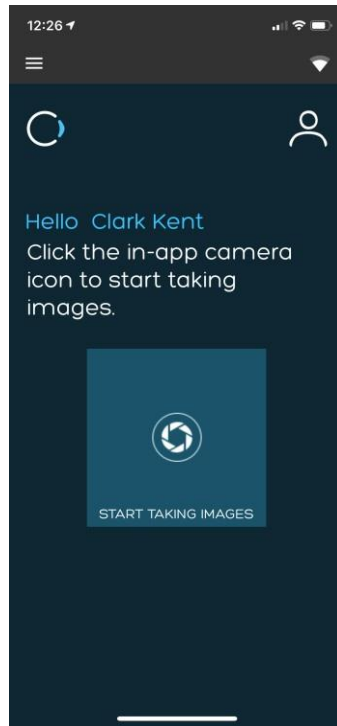 12:26
Hello Clark Kent
Click the in-app camera
icon to start taking
images.
START TAKING IMAGES